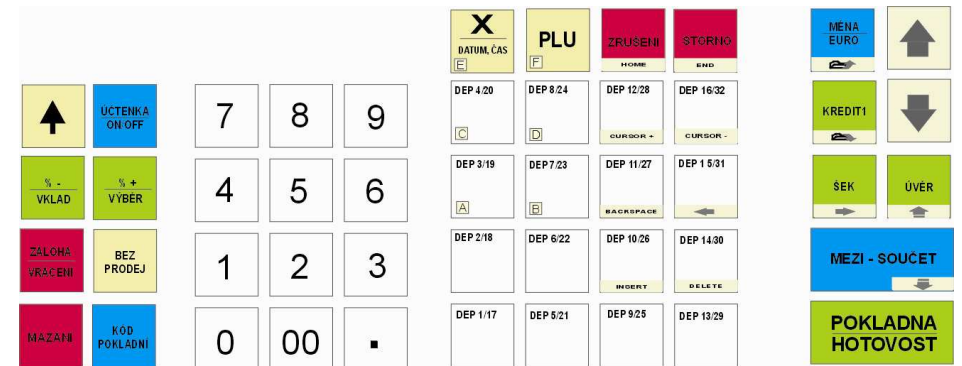 X
DATUM, ČAS
E
PLU
F
ZRUŠENI
HOME
STORNO
END
MĚNA
EURO
ÚČTENKA
ON/OFF
7
8
9
DEP 4/20
C
DEP 8/24
D
DEP 12/28
CURSOR +
DEP 16/32
CURSOR -
KREDIT1
% -
VKLAD
% +
VÝBĚR
4
5
6
DEP 3/19
A
DEP 7/23
B
DEP 11/27
BACKSPACE
DEP 1 5/31
ŠEK
ÚVĚR
ZÁLOHA
VRÁCENI
BEZ
PRODEJ
1
2
3
DEP 2/18
DEP 6/22
DEP 10/26
INSERT
DEP 14/30
DELETE
MEZI - SOUČET
MAZÁNI
KÓD
POKLADNÍ
0
00
.
DEP 1/17
DEP 5/21
DEP 9/25
DEP 13/29
POKLADNA
HOTOVOST